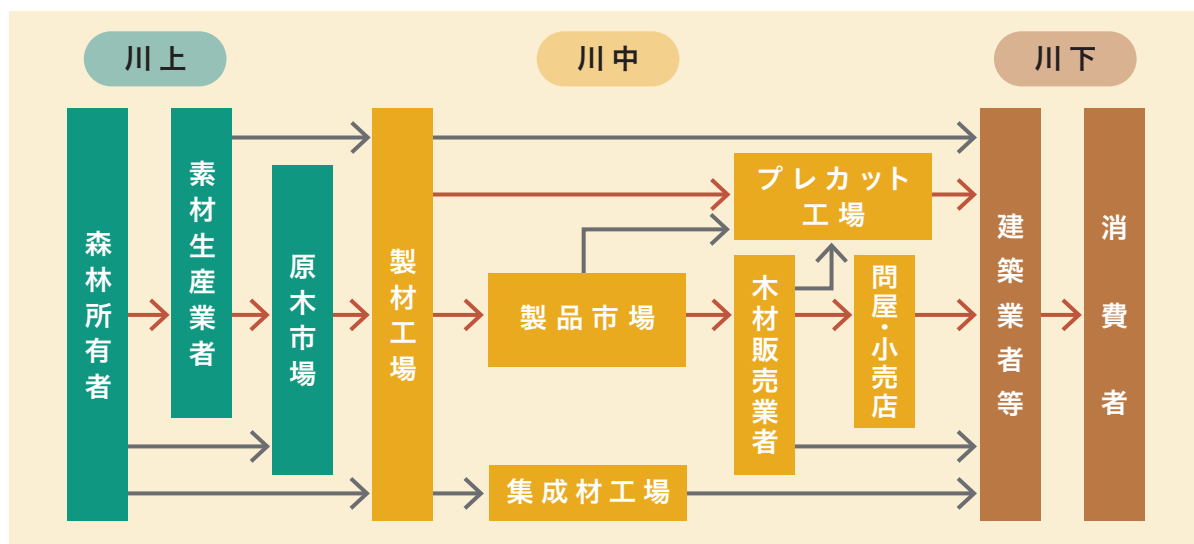 川上
川中
川下
森林所有者
素材生産業者
原木市場
製材工場
製品市場
集成材工場
プレカット
工場
木材販売業者
問屋・小売店
建築業者等
消費者